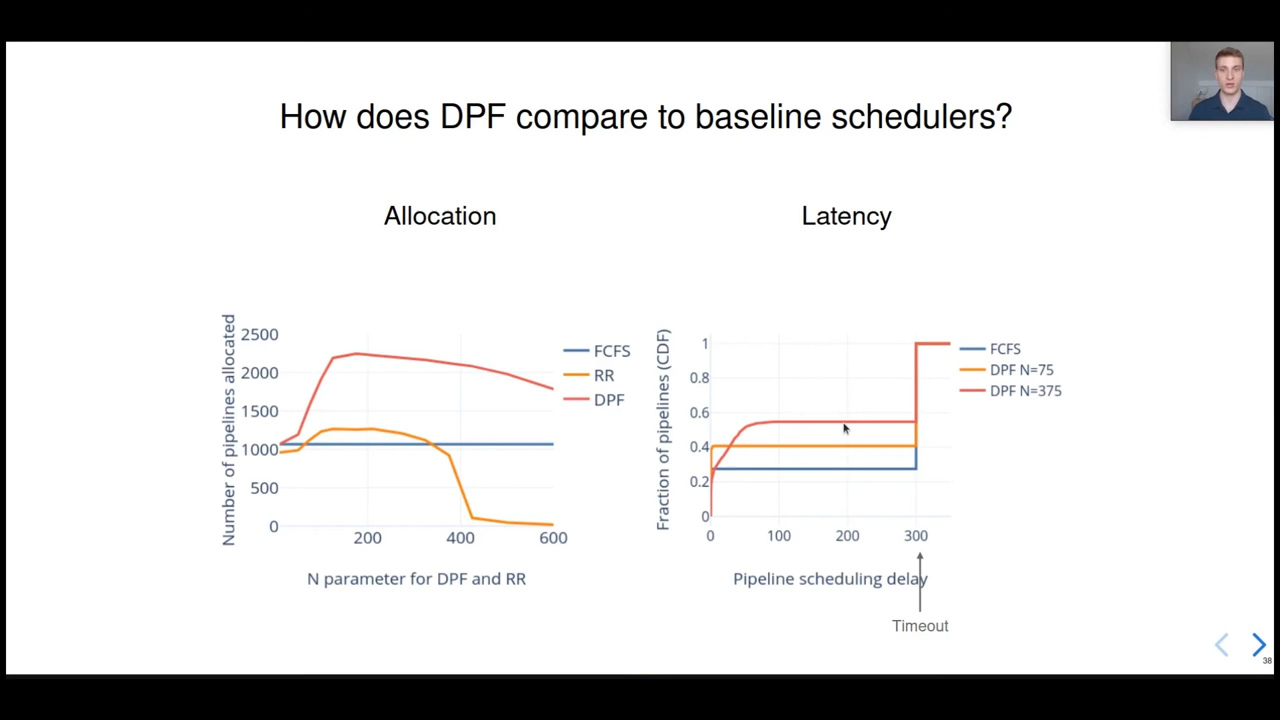 How does DPF compare to baseline schedulers?
Allocation
Latency
Number of pipelines allocated
2500
2000
1500
1000
500
0
200
400
600
N parameter for DPF and RR
FCFS
RR
DPF
Fraction of pipelines (CDF)
1
0.8
0.6
0.4
0.2
0
0
100
200
300
Pipeline scheduling delay
Timeout
FCFS
DPF N=75
DPF N=375
38